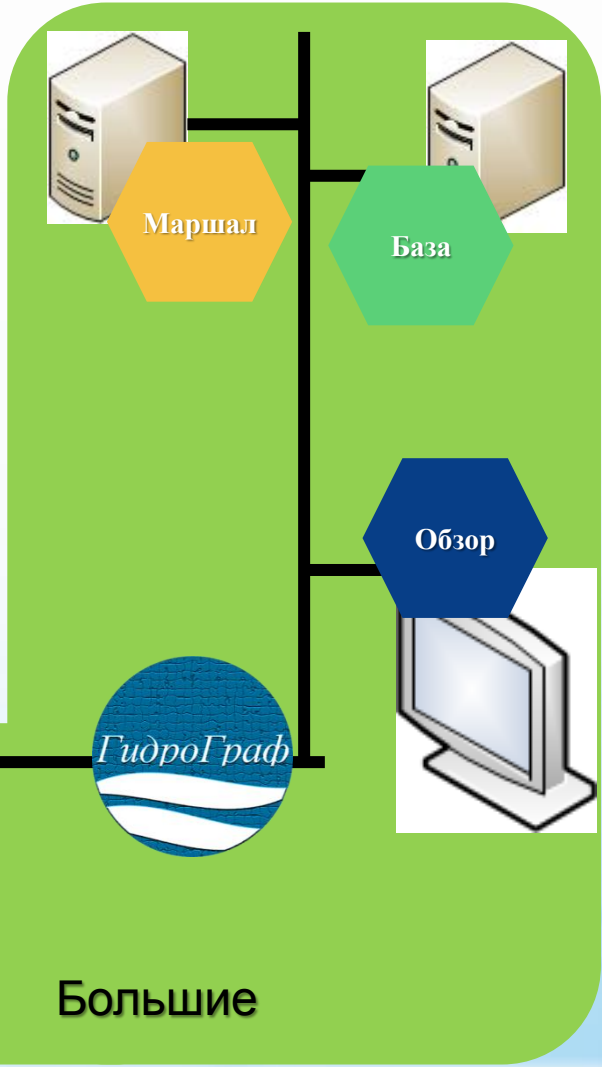 Маршал
База
Обзор
ГидроГраф
Большие